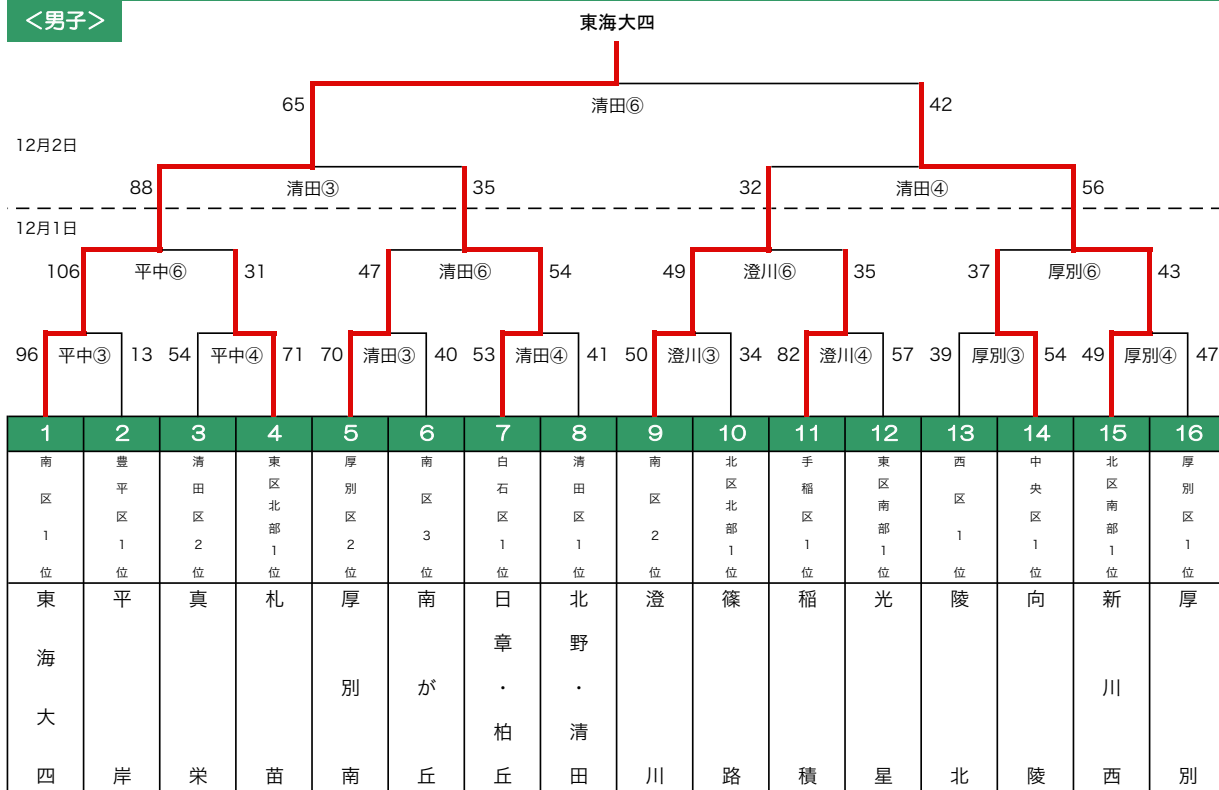 ＜男子＞
東海大四
65 清田⑥ 42
12月2日
88 清田③ 35 32 清田④ 56
12月1日
106 平中⑥ 31 47 清田⑥ 54 49 澄川⑥ 35 37 厚別⑥ 43
96 平中③ 13 54 平中④ 71 70 清田③ 40 53 清田④ 41 50 澄川③ 34 82 澄川④ 57 39 厚別③ 54 49 厚別④ 47
1 2 3 4 5 6 7 8 9 10 11 12 13 14 15 16
南区1位
豊平区1位
清田区2位
東区北部1位
厚別区2位
南区3位
白石区1位
清田区1位
南区2位
北区北部1位
手稲区1位
東区南部1位
西区1位
中央区1位
北区南部1位
厚別区1位
東海大四
平岸
真栄
札苗
厚別南
南が丘
日章・柏丘
北野・清田
澄川
篠路
稲積
光星
陵北
向陵
新川西
厚別